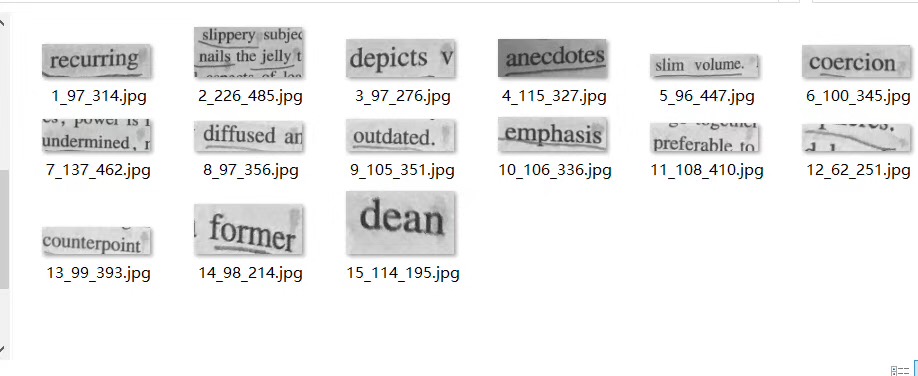 recurring
slippery subjec
nails the jelly t
depicts v
anecdotes
slim volume.
coercion
1_97_314.jpg
2_226_485.jpg
3_97_276.jpg
4_115_327.jpg
5_96_447.jpg
6_100_345.jpg
, power is
undermined,
diffused an
outdated.
emphasis
preferable to
7_137_462.jpg
8_97_356.jpg
9_105_351.jpg
10_106_336.jpg
11_108_410.jpg
12_62_251.jpg
counterpoint
former
dean
13_99_393.jpg
14_98_214.jpg
15_114_195.jpg